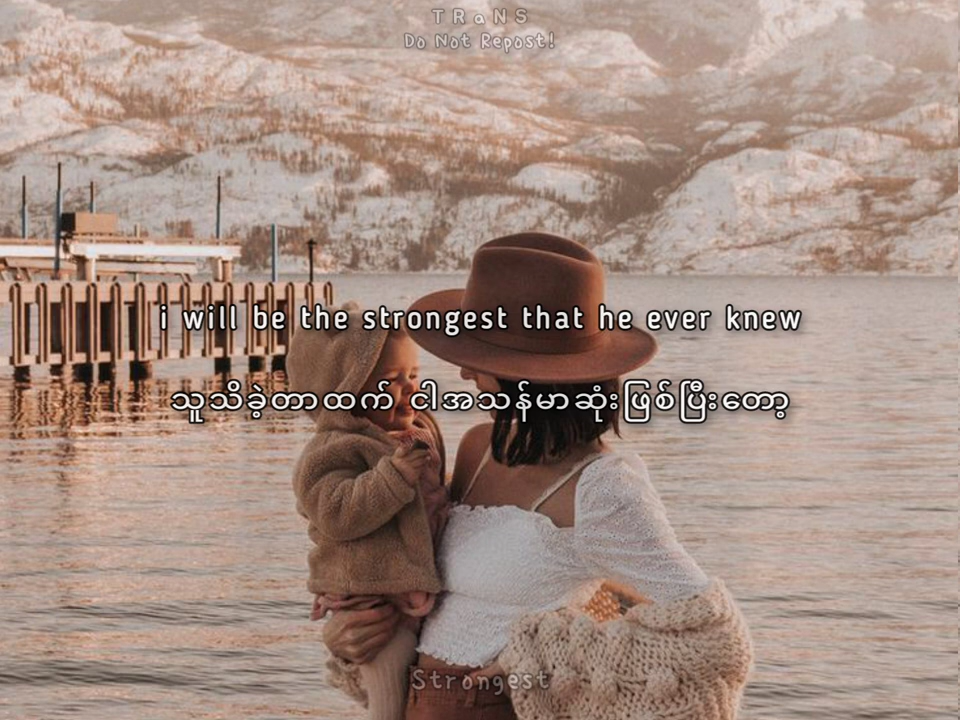 TRaNS
Do Not Repost!
i will be the strongest that he ever knew
သူသိခဲ့တာထက် ငါအသန်မာဆုံးဖြစ်ပြီးတော့
Strongest